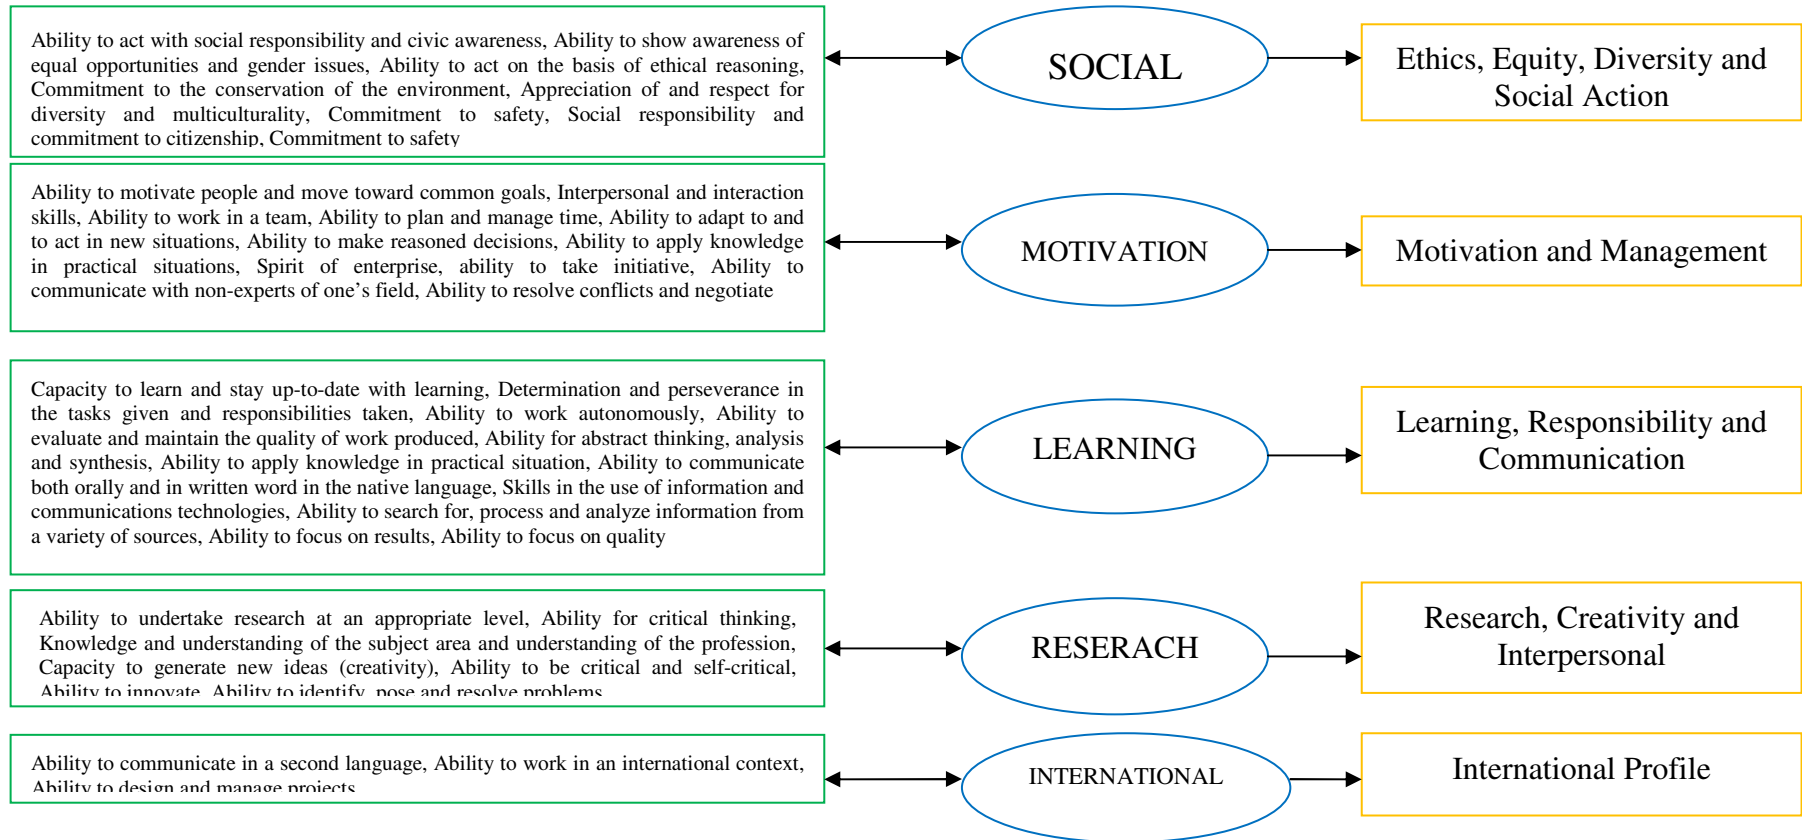 Ability to act with social responsibility and civic awareness, Ability to show awareness of
equal opportunities and gender issues, Ability to act on the basis of ethical reasoning,
Commitment to the conservation of the environment, Appreciation of and respect for
diversity and multiculturality, Commitment to safety, Social responsibility and
commitment to citizenship, Commitment to safety
SOCIAL
Ethics, Equity, Diversity and
Social Action
Ability to motivate people and move toward common goals, Interpersonal and interaction
skills, Ability to work in a team, Ability to plan and manage time, Ability to adapt to and
to act in new situations, Ability to make reasoned decisions, Ability to apply knowledge
in practical situations, Spirit of enterprise, ability to take initiative, Ability to
communicate with non-experts of one’s field, Ability to resolve conflicts and negotiate
MOTIVATION
Motivation and Management
Capacity to learn and stay up-to-date with learning, Determination and perseverance in
the tasks given and responsibilities taken, Ability to work autonomously, Ability to
evaluate and maintain the quality of work produced, Ability for abstract thinking, analysis
and synthesis, Ability to apply knowledge in practical situation, Ability to communicate
both orally and in written word in the native language, Skills in the use of information and
communications technologies, Ability to search for, process and analyze information from
a variety of sources, Ability to focus on results, Ability to focus on quality
LEARNING
Learning, Responsibility and
Communication
Ability to undertake research at an appropriate level, Ability for critical thinking,
Knowledge and understanding of the subject area and understanding of the profession,
Capacity to generate new ideas (creativity), Ability to be critical and self-critical,
Ability to innovate, Ability to identify, pose and resolve problems
RESERACH
Research, Creativity and
Interpersonal
Ability to communicate in a second language, Ability to work in an international context,
Ability to design and manage projects
INTERNATIONAL
International Profile